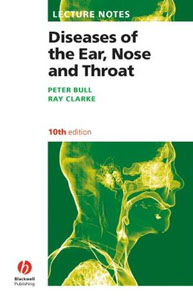 LECTURE NOTES
Diseases of
the Ear, Nose
and Throat
PETER BULL
RAY CLARKE
10th edition
Blackwell
Publishing